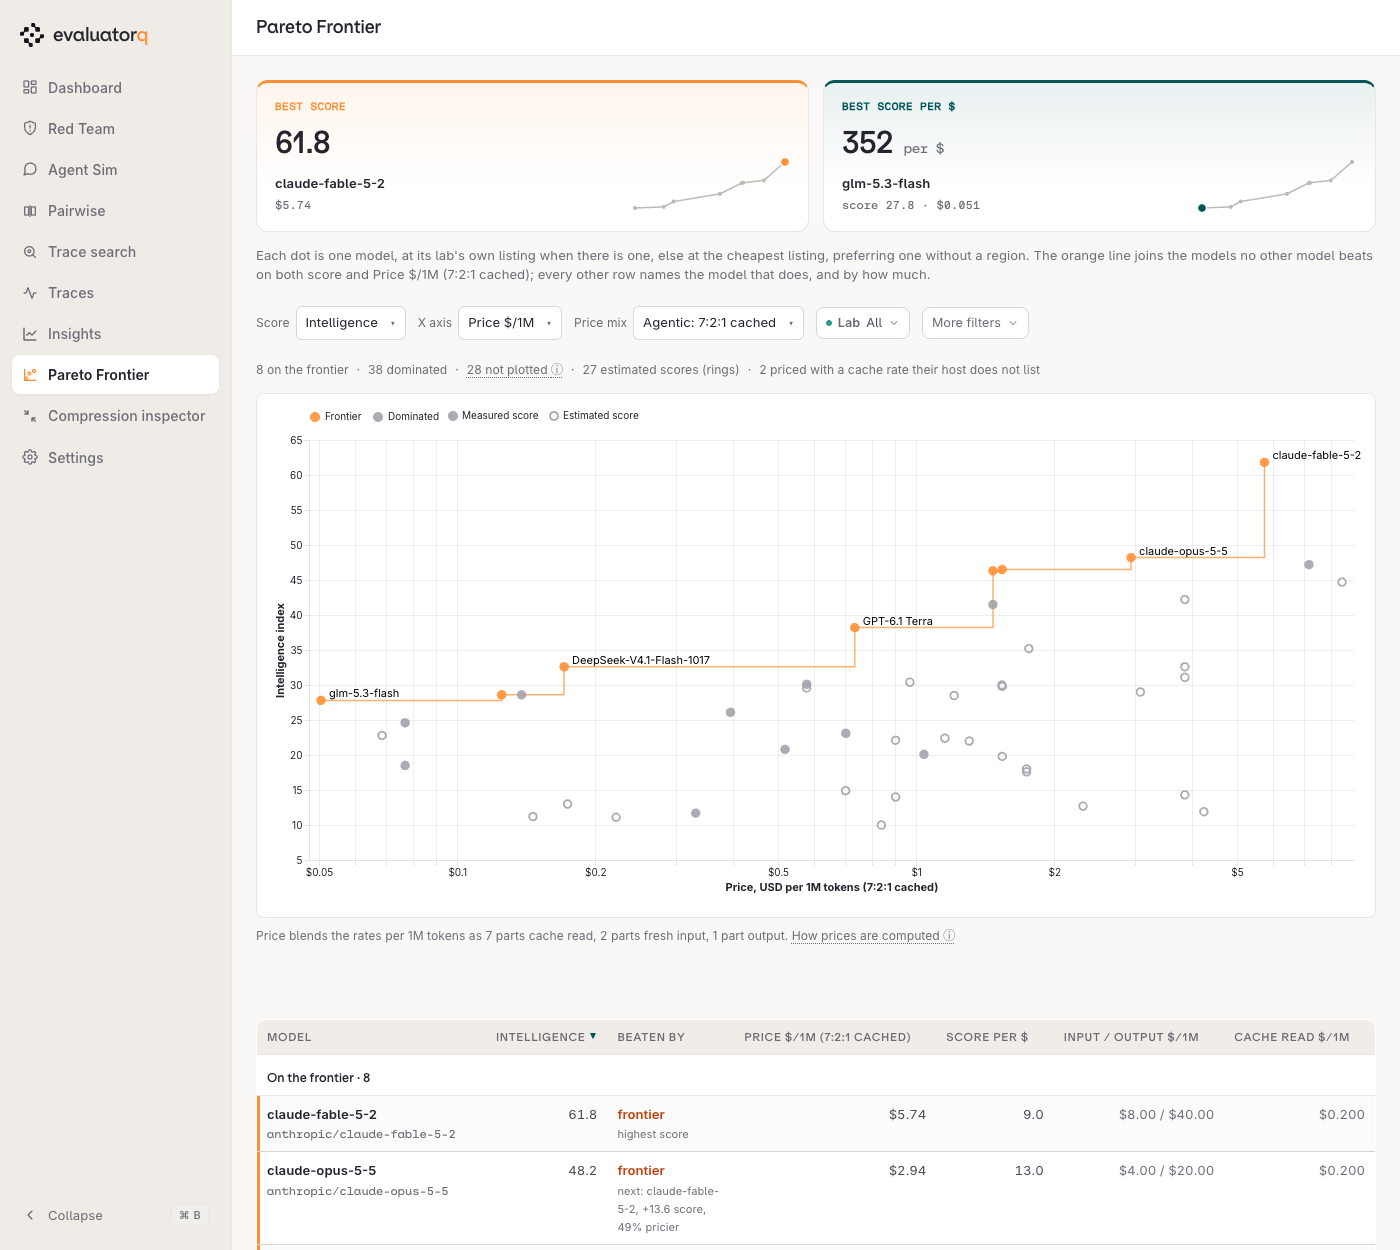 evaluatorq
Dashboard
Red Team
Agent Sim
Pairwise
Trace search
Traces
Insights
Pareto Frontier
Compression inspector
Settings
Collapse
⌘ B
Pareto Frontier
BEST SCORE
61.8
claude-fable-5-2
$5.74
BEST SCORE PER $
352 per $
glm-5.3-flash
score 27.8 · $0.051
Each dot is one model, at its lab's own listing when there is one, else at the cheapest listing, preferring one without a region. The orange line joins the models no other model beats
on both score and Price $/1M (7:2:1 cached); every other row names the model that does, and by how much.
Score Intelligence X axis Price $/1M Price mix Agentic: 7:2:1 cached Lab All More filters
8 on the frontier · 38 dominated · 28 not plotted ⓘ · 27 estimated scores (rings) · 2 priced with a cache rate their host does not list
Frontier Dominated Measured score Estimated score
65
60
55
50
45
40
35
30
25
20
15
10
5
Intelligence index
claude-fable-5-2
claude-opus-5-5
GPT-6.1 Terra
DeepSeek-V4.1-Flash-1017
glm-5.3-flash
$0.05 $0.1 $0.2 $0.5 $1 $2 $5
Price, USD per 1M tokens (7:2:1 cached)
Price blends the rates per 1M tokens as 7 parts cache read, 2 parts fresh input, 1 part output. How prices are computed ⓘ
MODEL INTELLIGENCE ▼ BEATEN BY PRICE $/1M (7:2:1 CACHED) SCORE PER $ INPUT / OUTPUT $/1M CACHE READ $/1M
On the frontier · 8
claude-fable-5-2 61.8 frontier $5.74 9.0 $8.00 / $40.00 $0.200
anthropic/claude-fable-5-2 highest score
claude-opus-5-5 48.2 frontier $2.94 13.0 $4.00 / $20.00 $0.200
anthropic/claude-opus-5-5 next: claude-fable-
5-2, +13.6 score,
49% pricier